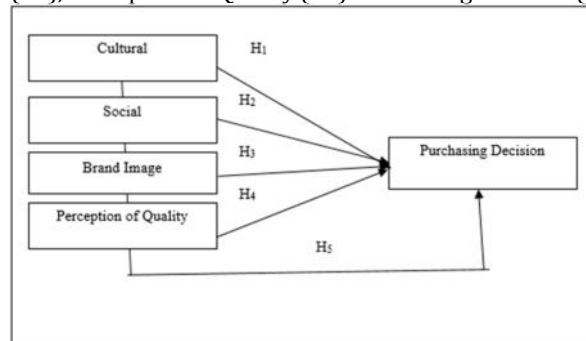 Cultural
H₁
H₂
Social
H₃
Brand Image
Purchasing Decision
H₄
Perception of Quality
H₅